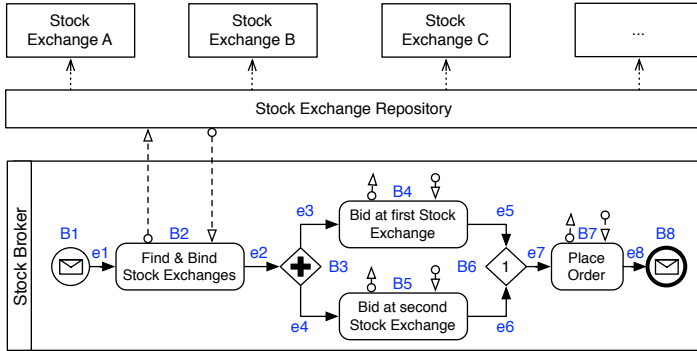 Stock
Exchange A
Stock
Exchange B
Stock
Exchange C
...
Stock Exchange Repository
Stock Broker
B1
e1
B2
Find & Bind
Stock Exchanges
e2
B3
e3
e4
B4
Bid at first Stock
Exchange
e5
B5
Bid at second
Stock Exchange
e6
B6
1
e7
B7
Place
Order
e8
B8